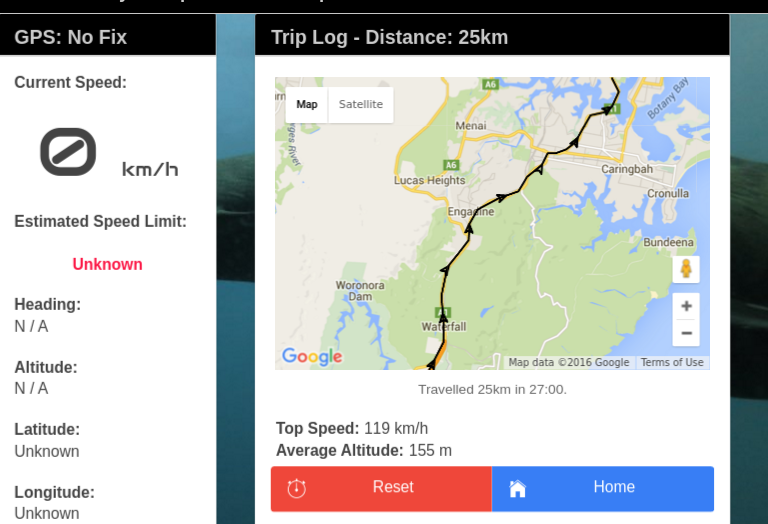 GPS: No Fix
Current Speed:
0 km/h
Estimated Speed Limit:
Unknown
Heading:
N / A
Altitude:
N / A
Latitude:
Unknown
Longitude:
Unknown
Trip Log - Distance: 25km
Map Satellite
A6
Botany Bay
Menai
A6
Caringbah
Lucas Heights
Cronulla
Engadine
Bundeena
Woronora
Dam
Waterfall
Google
Map data ©2016 Google Terms of Use
Travelled 25km in 27:00.
Top Speed: 119 km/h
Average Altitude: 155 m
Reset Home